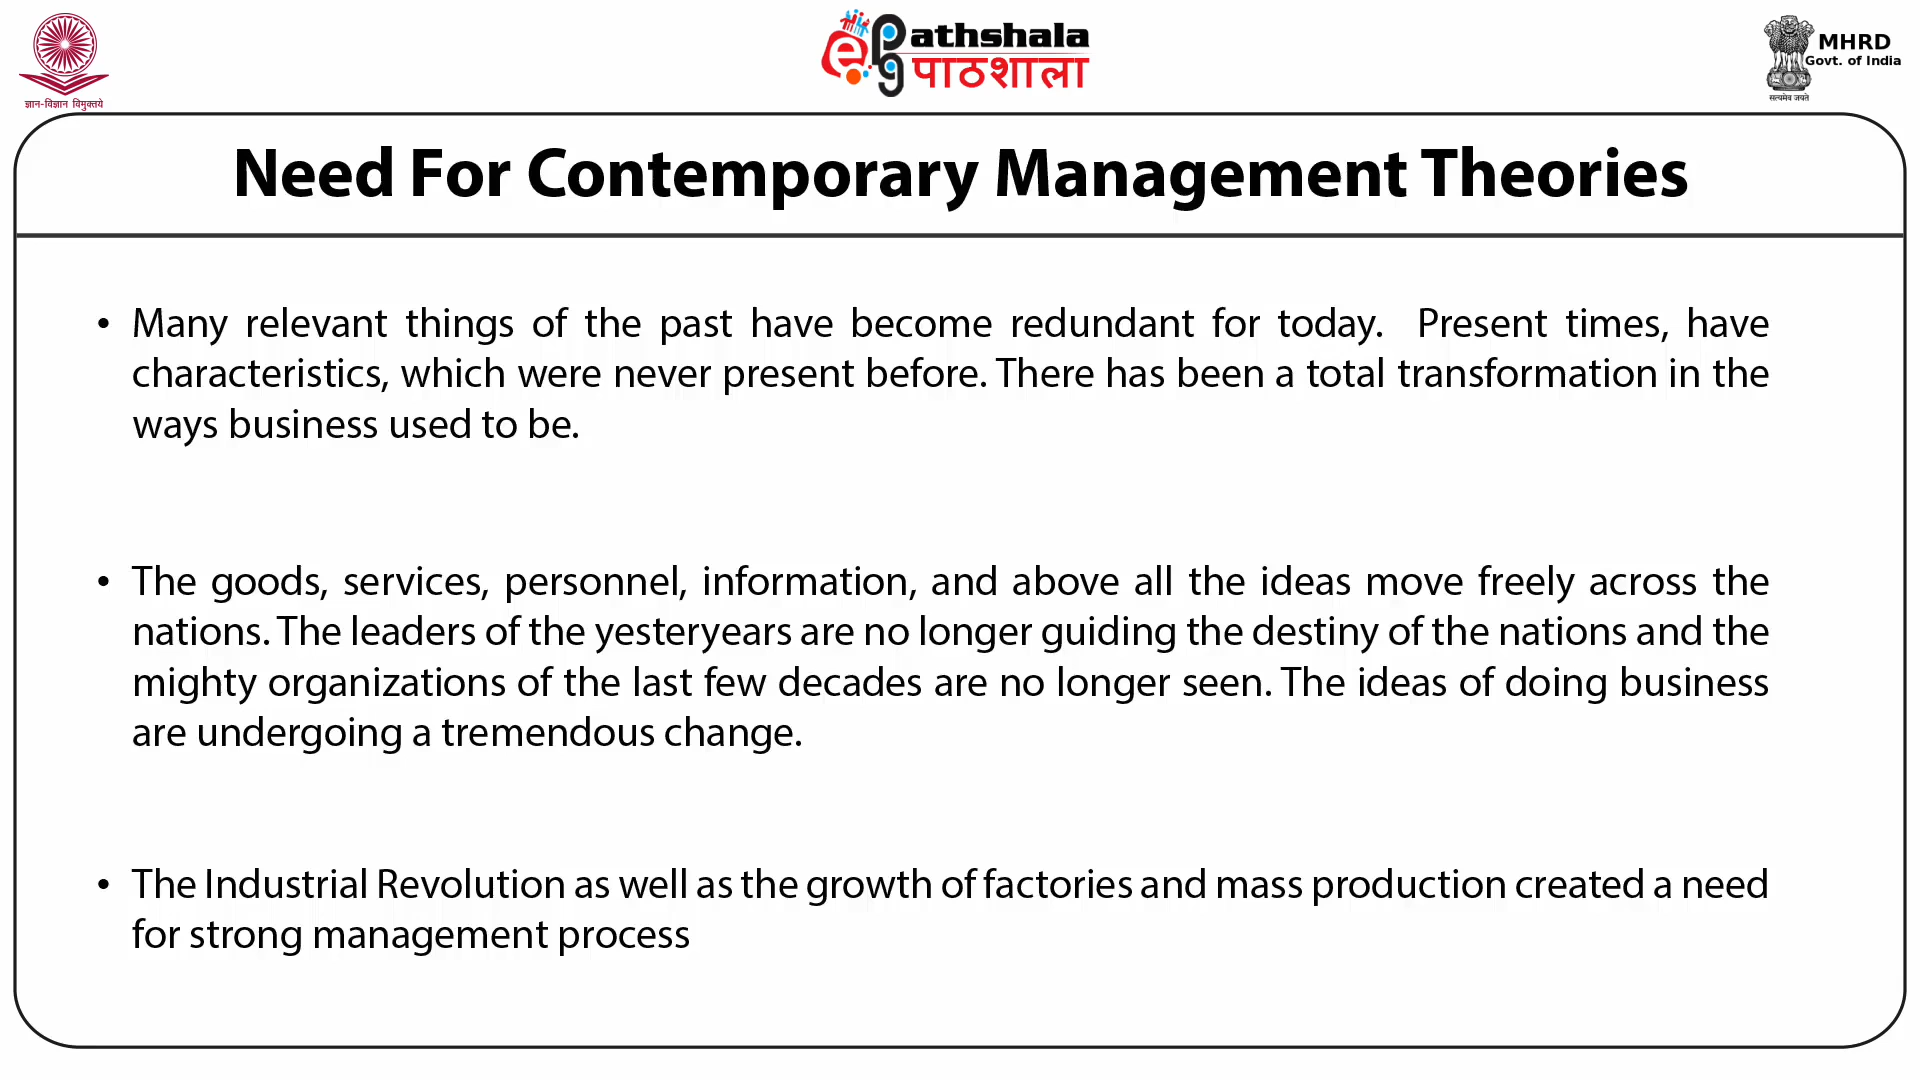 ज्ञान-विज्ञान विमुक्तये
e PG Pathshala
पाठशाला
MHRD
Govt. of India
सत्यमेव जयते
Need For Contemporary Management Theories
• Many relevant things of the past have become redundant for today. Present times, have
characteristics, which were never present before. There has been a total transformation in the
ways business used to be.
• The goods, services, personnel, information, and above all the ideas move freely across the
nations. The leaders of the yesteryears are no longer guiding the destiny of the nations and the
mighty organizations of the last few decades are no longer seen. The ideas of doing business
are undergoing a tremendous change.
• The Industrial Revolution as well as the growth of factories and mass production created a need
for strong management process